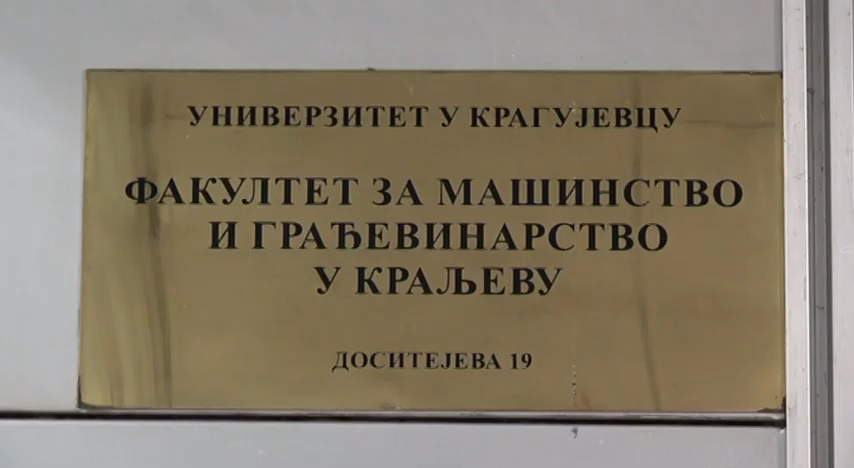 УНИВЕРЗИТЕТ У КРАГУЈЕВЦУ
ФАКУЛТЕТ ЗА МАШИНСТВО
И ГРАЂЕВИНАРСТВО
У КРАЉЕВУ
ДОСИТЕЈЕВА 19